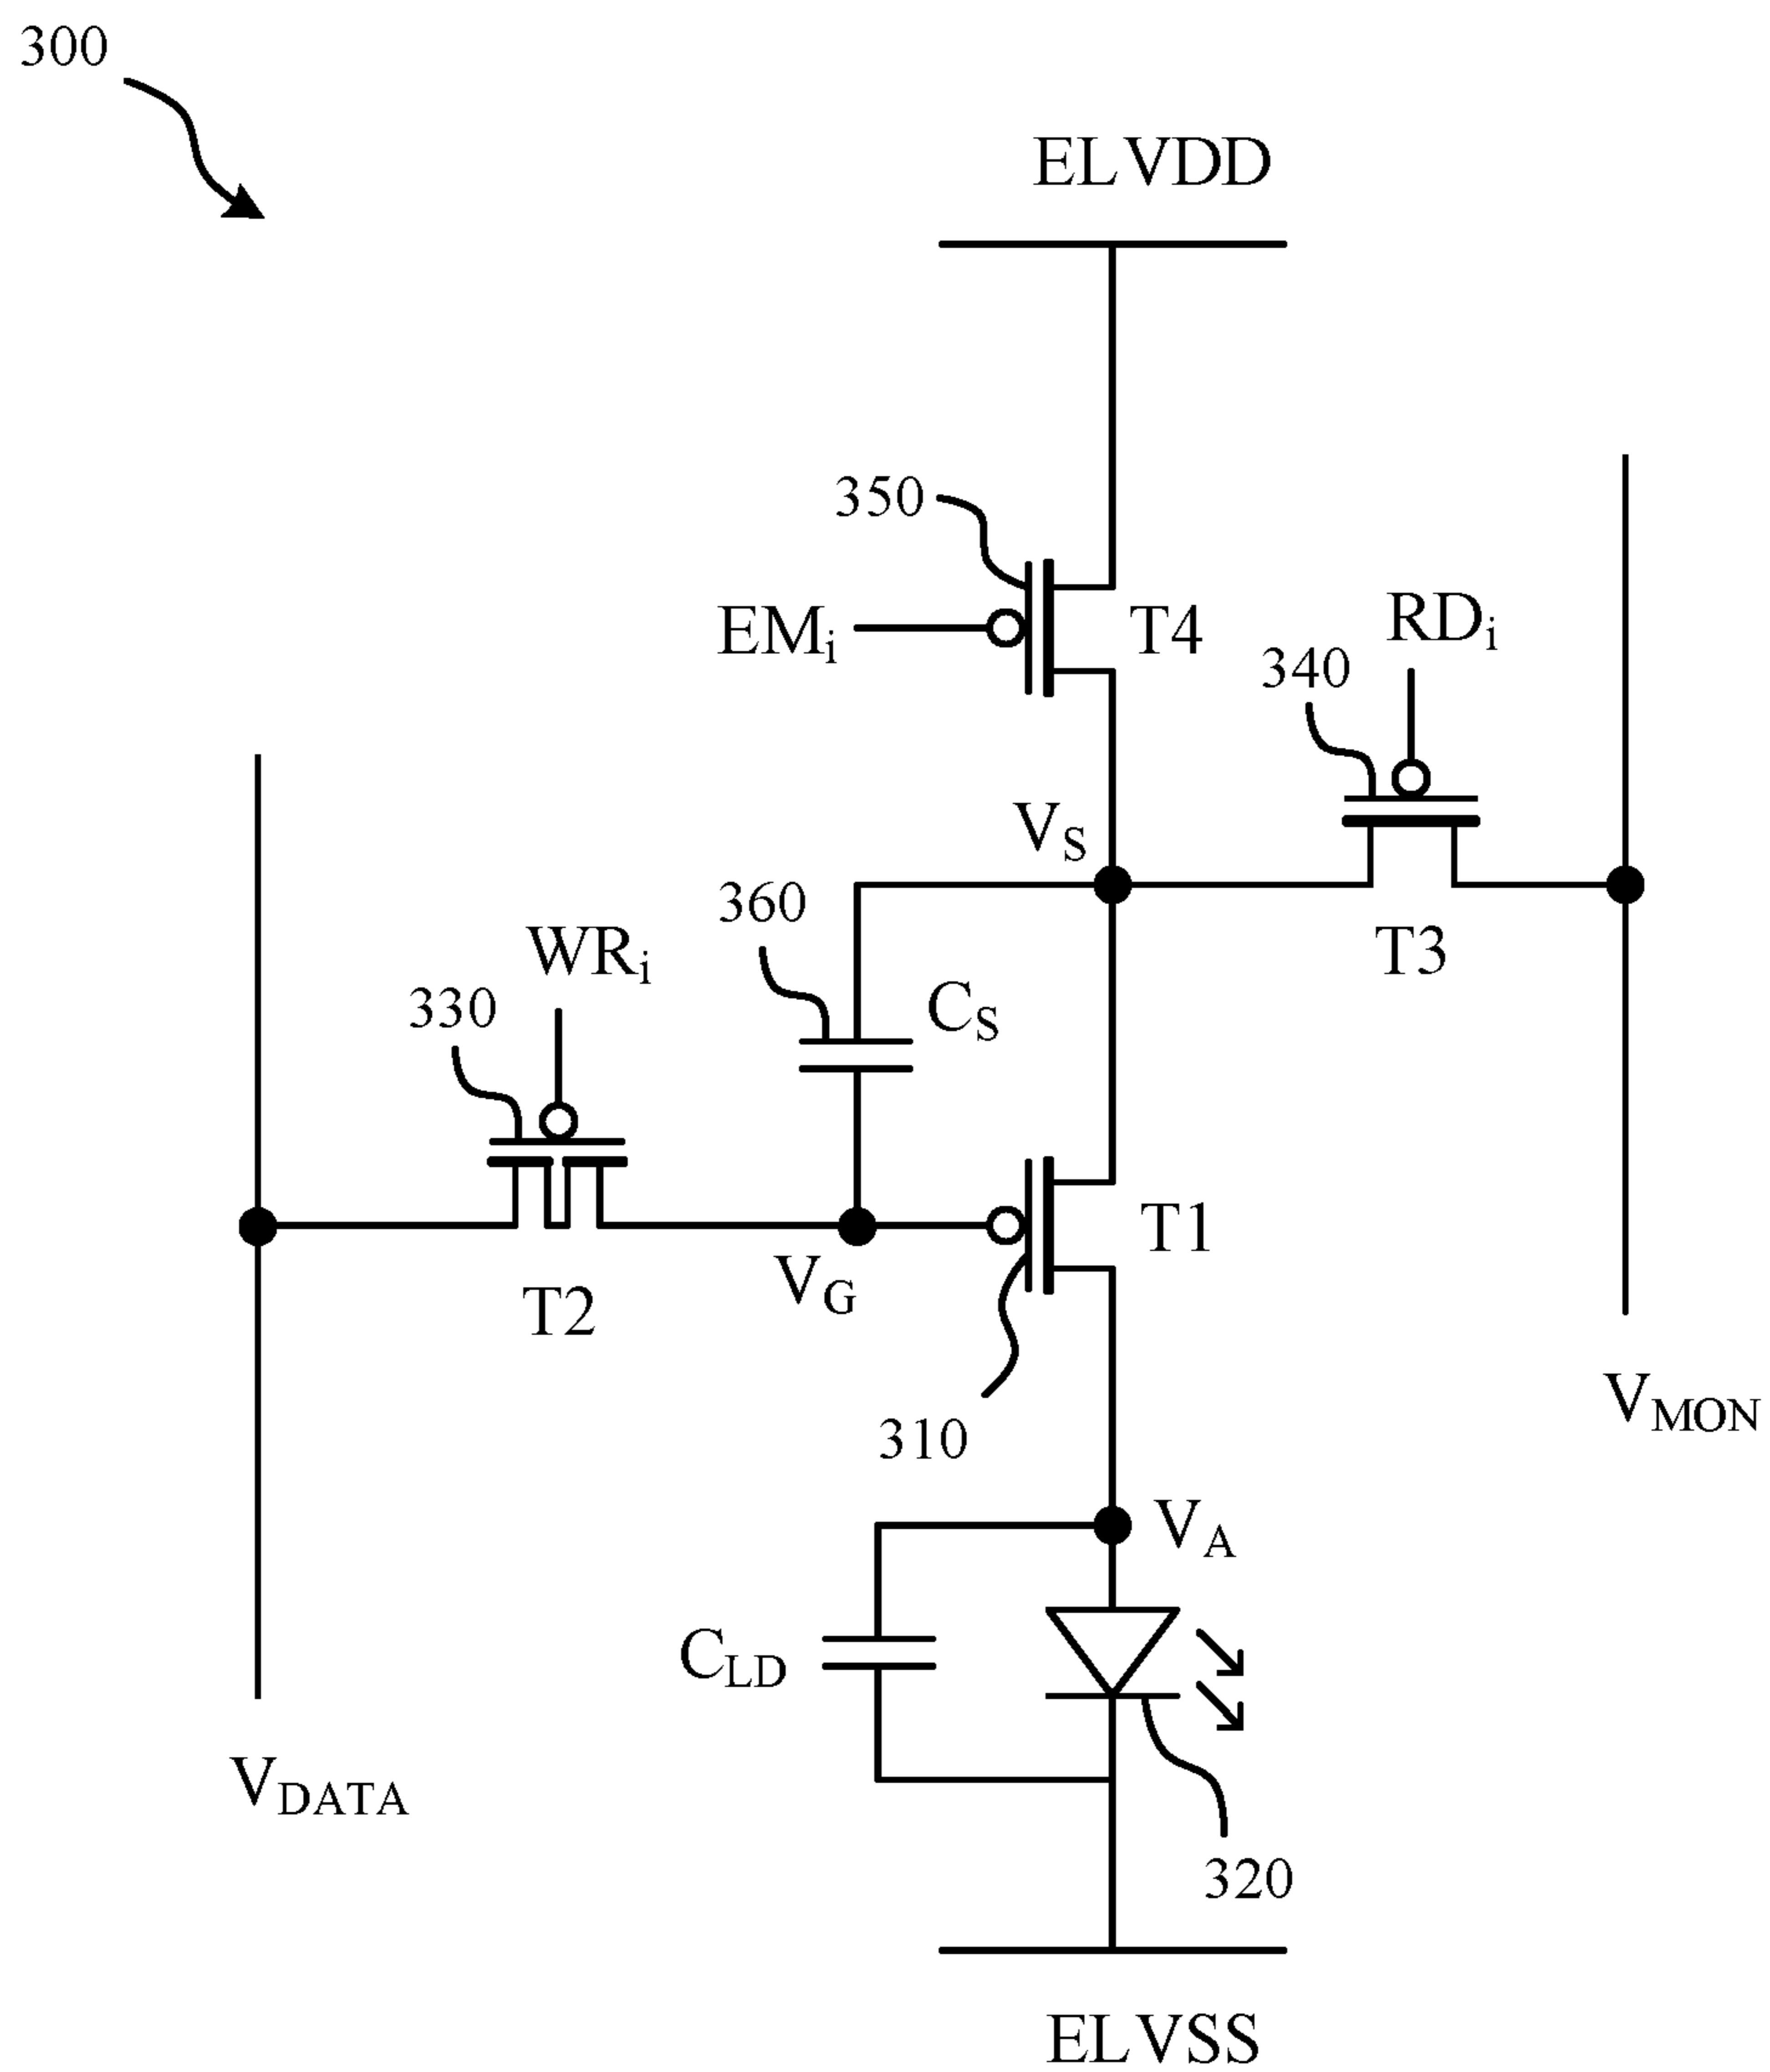 300
ELVDD
350
EMi
T4
RDi
340
VS
360
WRi
T3
330
CS
T1
VG
T2
VMON
310
VA
CLD
VDATA
320
ELVSS